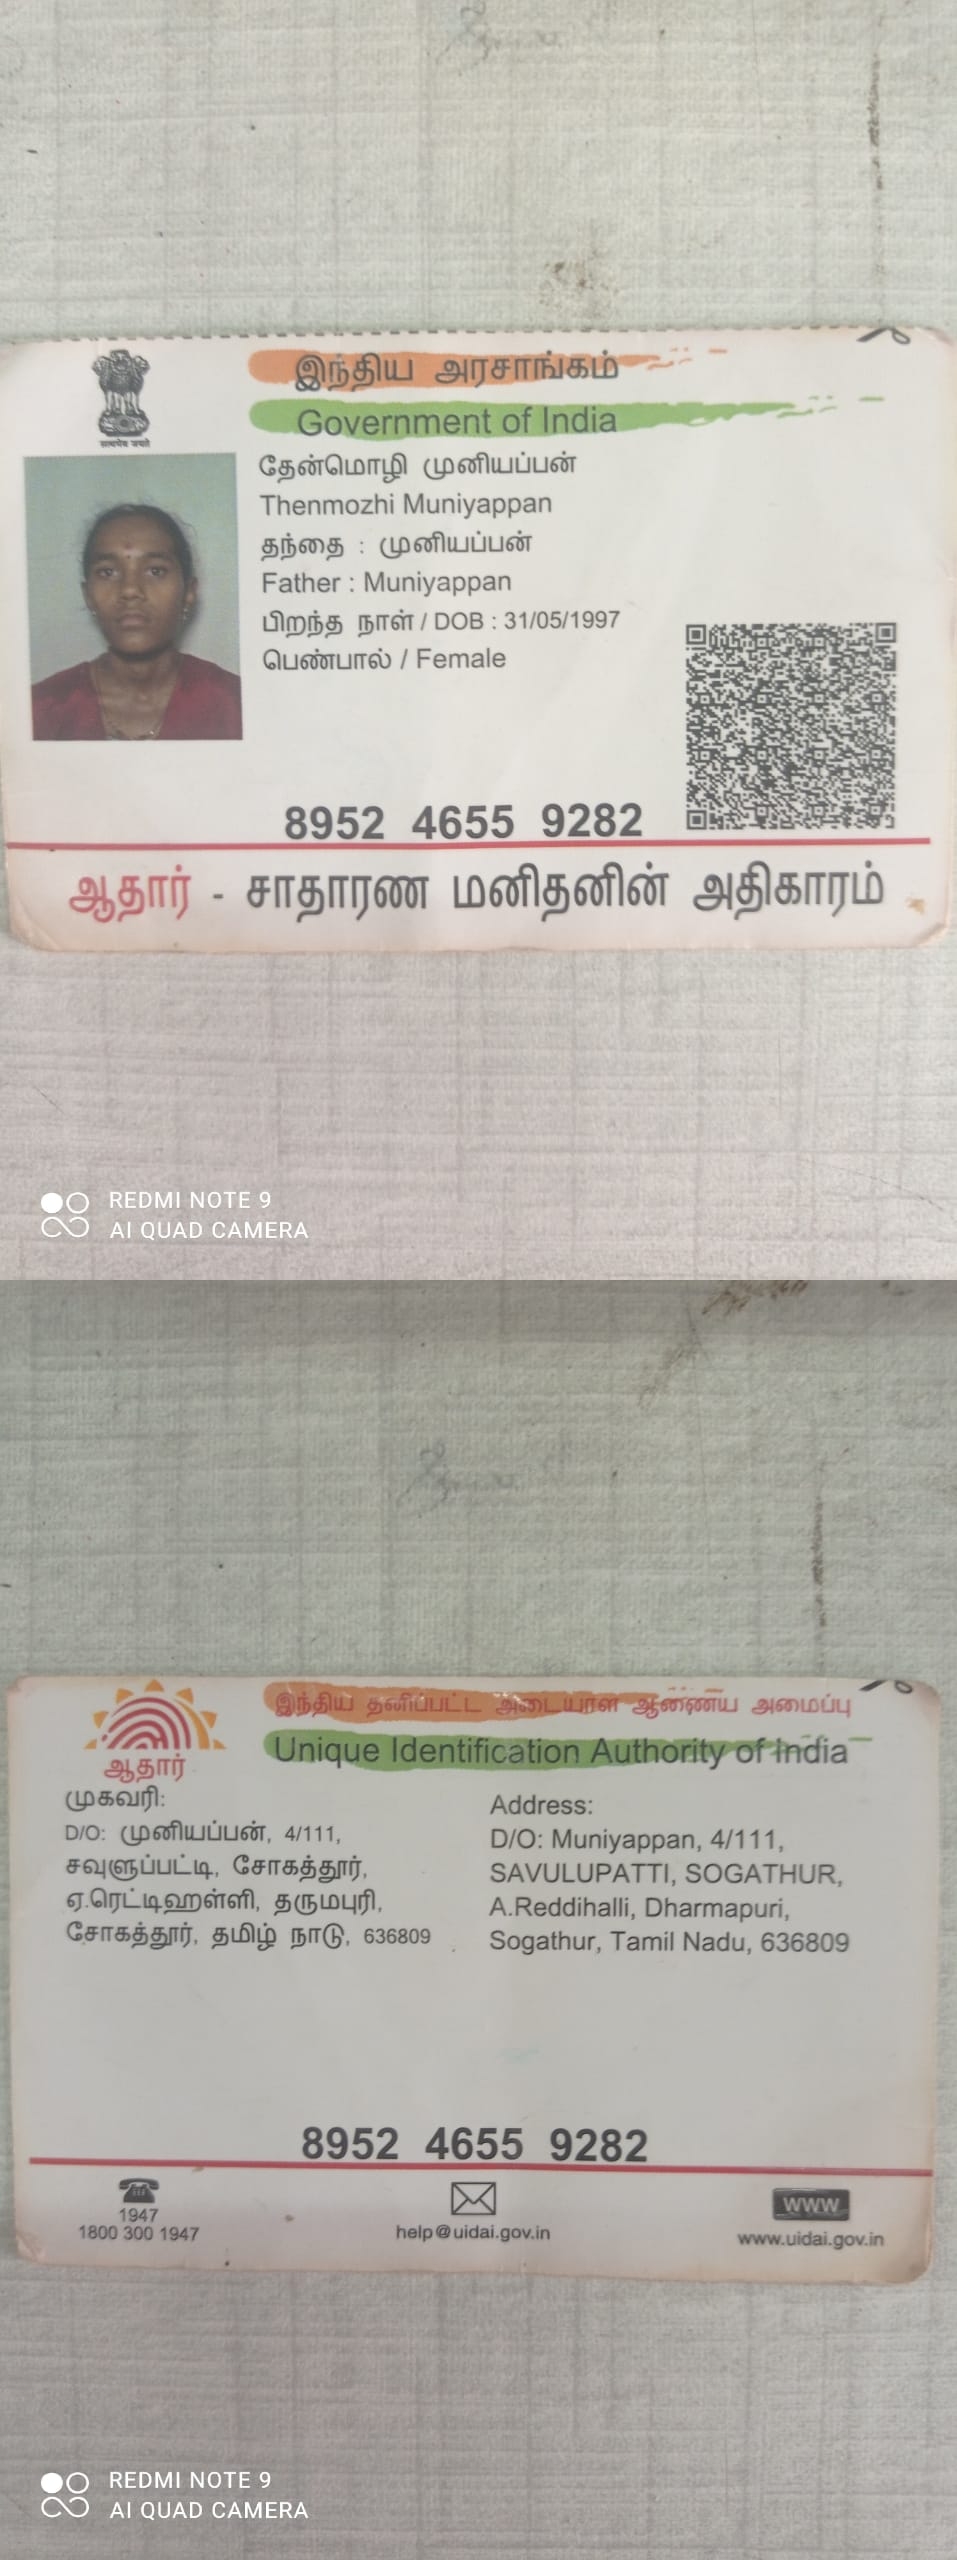 இந்திய அரசாங்கம்
Government of India
सत्यमेव जयते
தேன்மொழி முனியப்பன்
Thenmozhi Muniyappan
தந்தை : முனியப்பன்
Father : Muniyappan
பிறந்த நாள் / DOB : 31/05/1997
பெண்பால் / Female
8952 4655 9282
ஆதார் - சாதாரண மனிதனின் அதிகாரம்
REDMI NOTE 9
AI QUAD CAMERA
இந்திய தனிப்பட்ட அடையாள ஆணைய அமைப்பு
Unique Identification Authority of India
ஆதார்
முகவரி:
D/O: முனியப்பன், 4/111,
சவுளுப்பட்டி, சோகத்தூர்,
ஏ.ரெட்டிஹள்ளி, தருமபுரி,
சோகத்தூர், தமிழ் நாடு, 636809
Address:
D/O: Muniyappan, 4/111,
SAVULUPATTI, SOGATHUR,
A.Reddihalli, Dharmapuri,
Sogathur, Tamil Nadu, 636809
8952 4655 9282
1947
1800 300 1947
help@uidai.gov.in
www
www.uidai.gov.in
REDMI NOTE 9
AI QUAD CAMERA